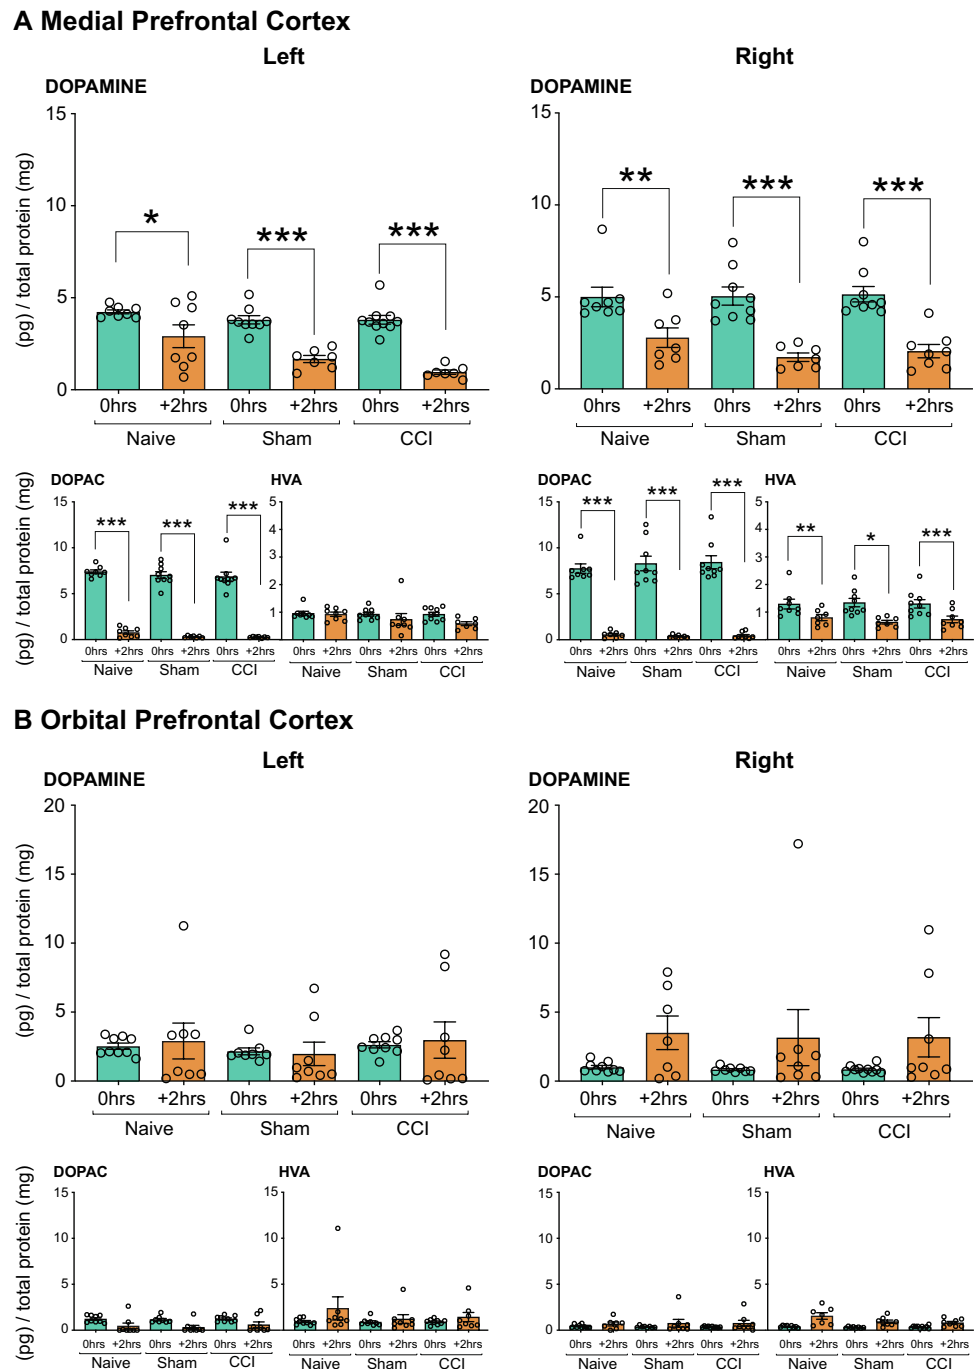 A Medial Prefrontal Cortex
Left
Right
DOPAMINE
DOPAMINE
(pg) / total protein (mg)
15
10
5
0
* *** ***
0hrs +2hrs 0hrs +2hrs 0hrs +2hrs
Naive Sham CCI
15
10
5
0
** *** ***
0hrs +2hrs 0hrs +2hrs 0hrs +2hrs
Naive Sham CCI
DOPAC
HVA
DOPAC
HVA
(pg) / total protein (mg)
15
10
5
0
*** *** ***
0hrs +2hrs 0hrs +2hrs 0hrs +2hrs
Naive Sham CCI
5
4
3
2
1
0hrs +2hrs 0hrs +2hrs 0hrs +2hrs
Naive Sham CCI
15
10
5
0
*** *** ***
0hrs +2hrs 0hrs +2hrs 0hrs +2hrs
Naive Sham CCI
5
4
3
2
1
** * ***
0hrs +2hrs 0hrs +2hrs 0hrs +2hrs
Naive Sham CCI
B Orbital Prefrontal Cortex
Left
Right
DOPAMINE
DOPAMINE
(pg) / total protein (mg)
20
15
10
5
0
0hrs +2hrs 0hrs +2hrs 0hrs +2hrs
Naive Sham CCI
20
15
10
5
0
0hrs +2hrs 0hrs +2hrs 0hrs +2hrs
Naive Sham CCI
DOPAC
HVA
DOPAC
HVA
(pg) / total protein (mg)
15
10
5
0
0hrs +2hrs 0hrs +2hrs 0hrs +2hrs
Naive Sham CCI
15
10
5
0hrs +2hrs 0hrs +2hrs 0hrs +2hrs
Naive Sham CCI
15
10
5
0
0hrs +2hrs 0hrs +2hrs 0hrs +2hrs
Naive Sham CCI
15
10
5
0hrs +2hrs 0hrs +2hrs 0hrs +2hrs
Naive Sham CCI